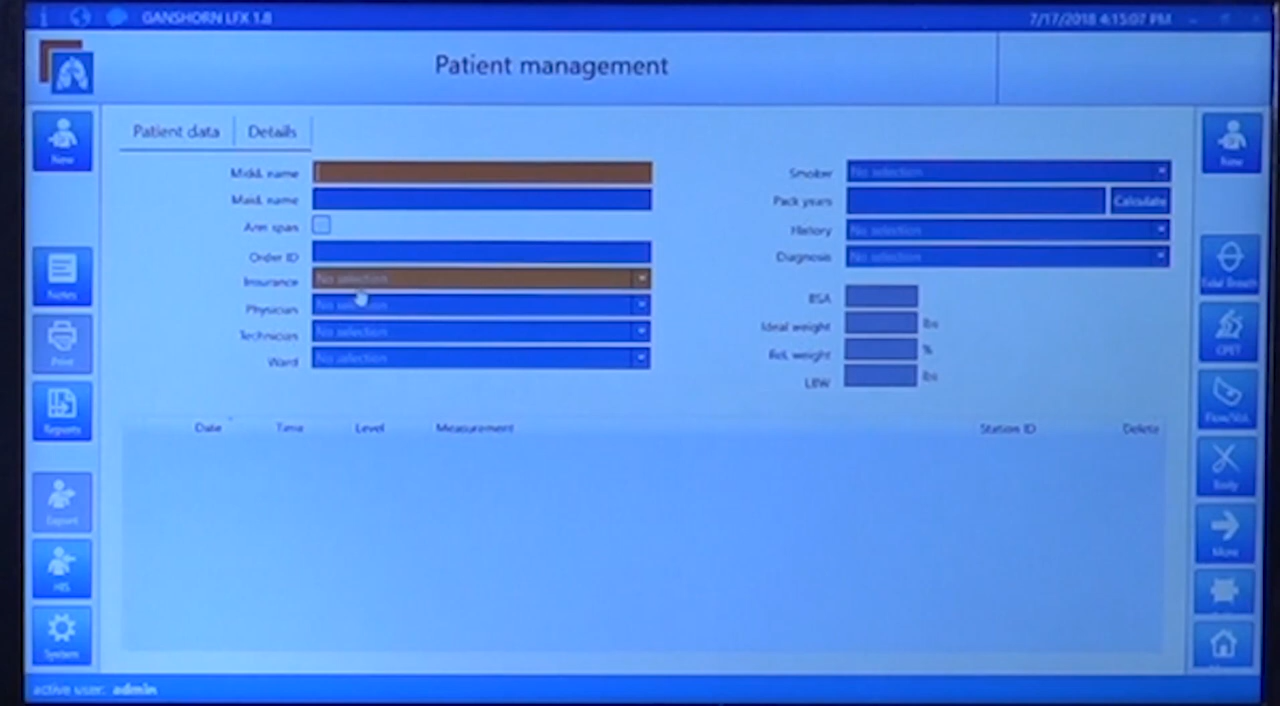 GANSHORN LFX 1.8
7/17/2018 4:15:07 PM
Patient management
New
Notes
Print
Reports
Export
HIS
System
Patient data
Details
Midd. name
Maid. name
Arm span
Order ID
Insurance No selection
Physician No selection
Technician No selection
Ward No selection
Smoker No selection
Pack years Calculate
History No selection
Diagnosis No selection
BSA
Ideal weight lbs
Rel. weight %
LBW lbs
Date Time Level Measurement Station ID Delete
New
Tidal Breath
CPET
Flow/Vol.
Body
More
active user: admin